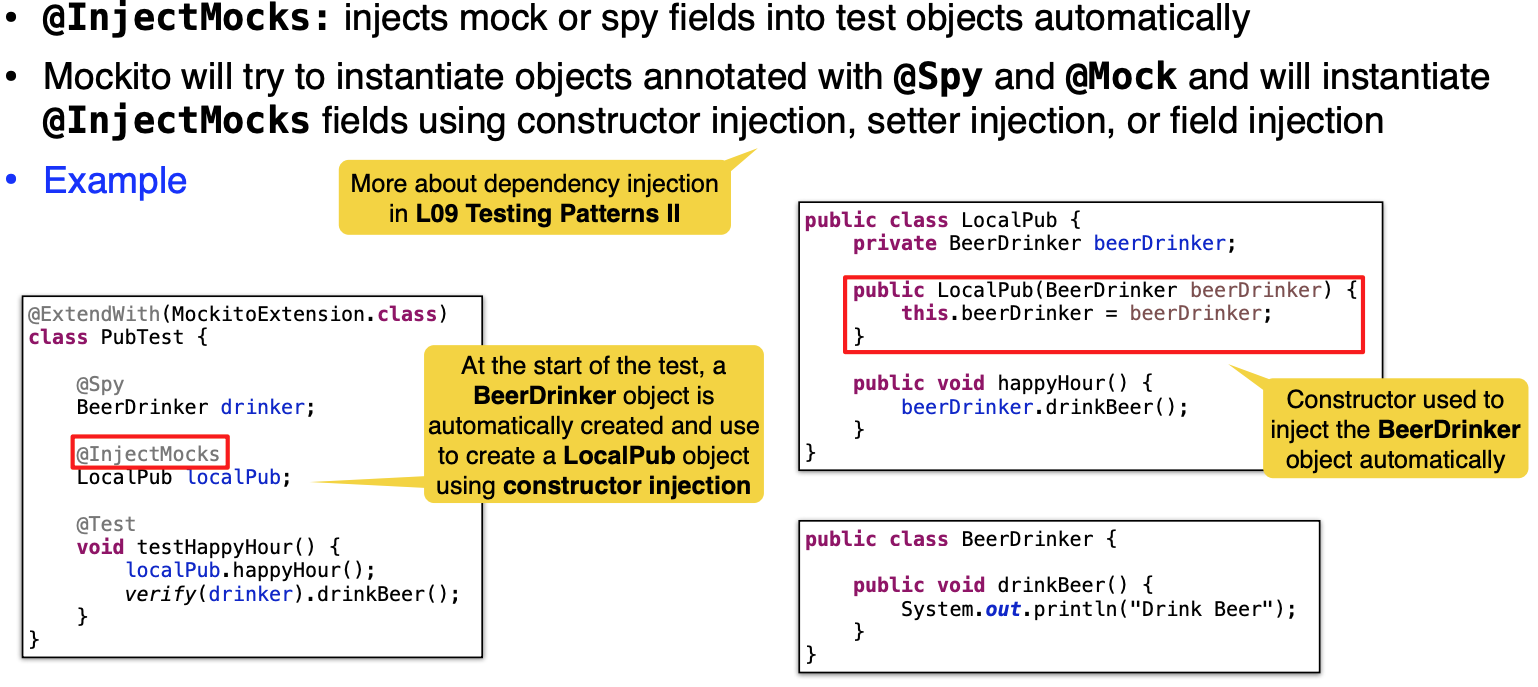 • @InjectMocks: injects mock or spy fields into test objects automatically
• Mockito will try to instantiate objects annotated with @Spy and @Mock and will instantiate
@InjectMocks fields using constructor injection, setter injection, or field injection
• Example
More about dependency injection
in L09 Testing Patterns II
@ExtendWith(MockitoExtension.class)
class PubTest {
@Spy
BeerDrinker drinker;
@InjectMocks
LocalPub localPub;
@Test
void testHappyHour() {
localPub.happyHour();
verify(drinker).drinkBeer();
}
}
At the start of the test, a
BeerDrinker object is
automatically created and use
to create a LocalPub object
using constructor injection
public class LocalPub {
private BeerDrinker beerDrinker;
public LocalPub(BeerDrinker beerDrinker) {
this.beerDrinker = beerDrinker;
}
public void happyHour() {
beerDrinker.drinkBeer();
}
}
Constructor used to
inject the BeerDrinker
object automatically
public class BeerDrinker {
public void drinkBeer() {
System.out.println("Drink Beer");
}
}